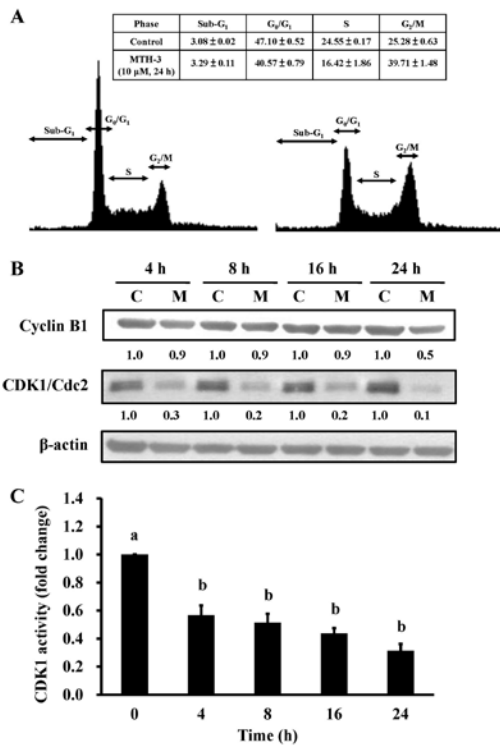 A
Phase Sub-G1 G0/G1 S G2/M
Control 3.08±0.02 47.10±0.52 24.55±0.17 25.28±0.63
MTH-3 (10 μM, 24 h) 3.29±0.11 40.57±0.79 16.42±1.86 39.71±1.48
Sub-G1 G0/G1 S G2/M
Sub-G1 G0/G1 S G2/M
B
4 h 8 h 16 h 24 h
C M C M C M C M
Cyclin B1
1.0 0.9 1.0 0.9 1.0 0.9 1.0 0.5
CDK1/Cdc2
1.0 0.3 1.0 0.2 1.0 0.2 1.0 0.1
β-actin
C
CDK1 activity (fold change)
1.4
1.2
1.0
0.8
0.6
0.4
0.2
0.0
a b b b b
0 4 8 16 24
Time (h)